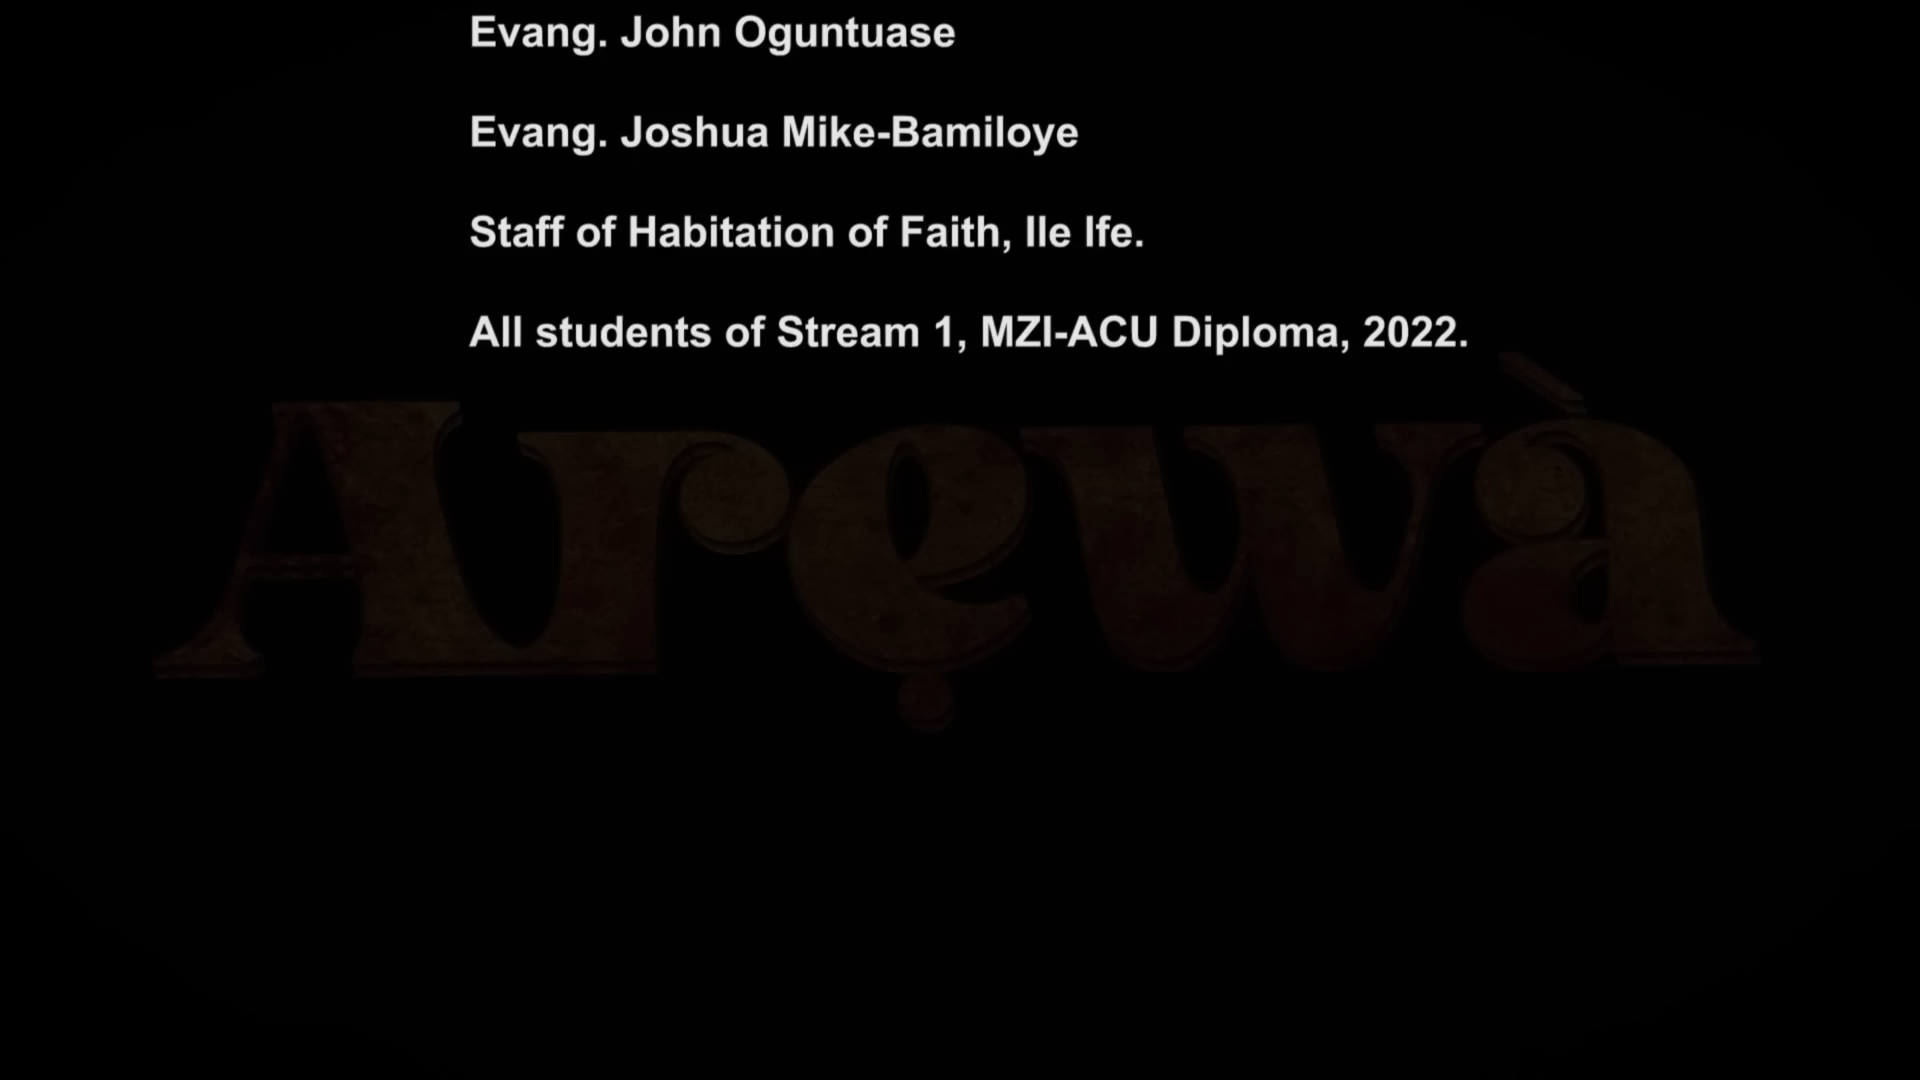 Evang. John Oguntuase
Evang. Joshua Mike-Bamiloye
Staff of Habitation of Faith, Ile Ife.
All students of Stream 1, MZI-ACU Diploma, 2022.
Arẹwà